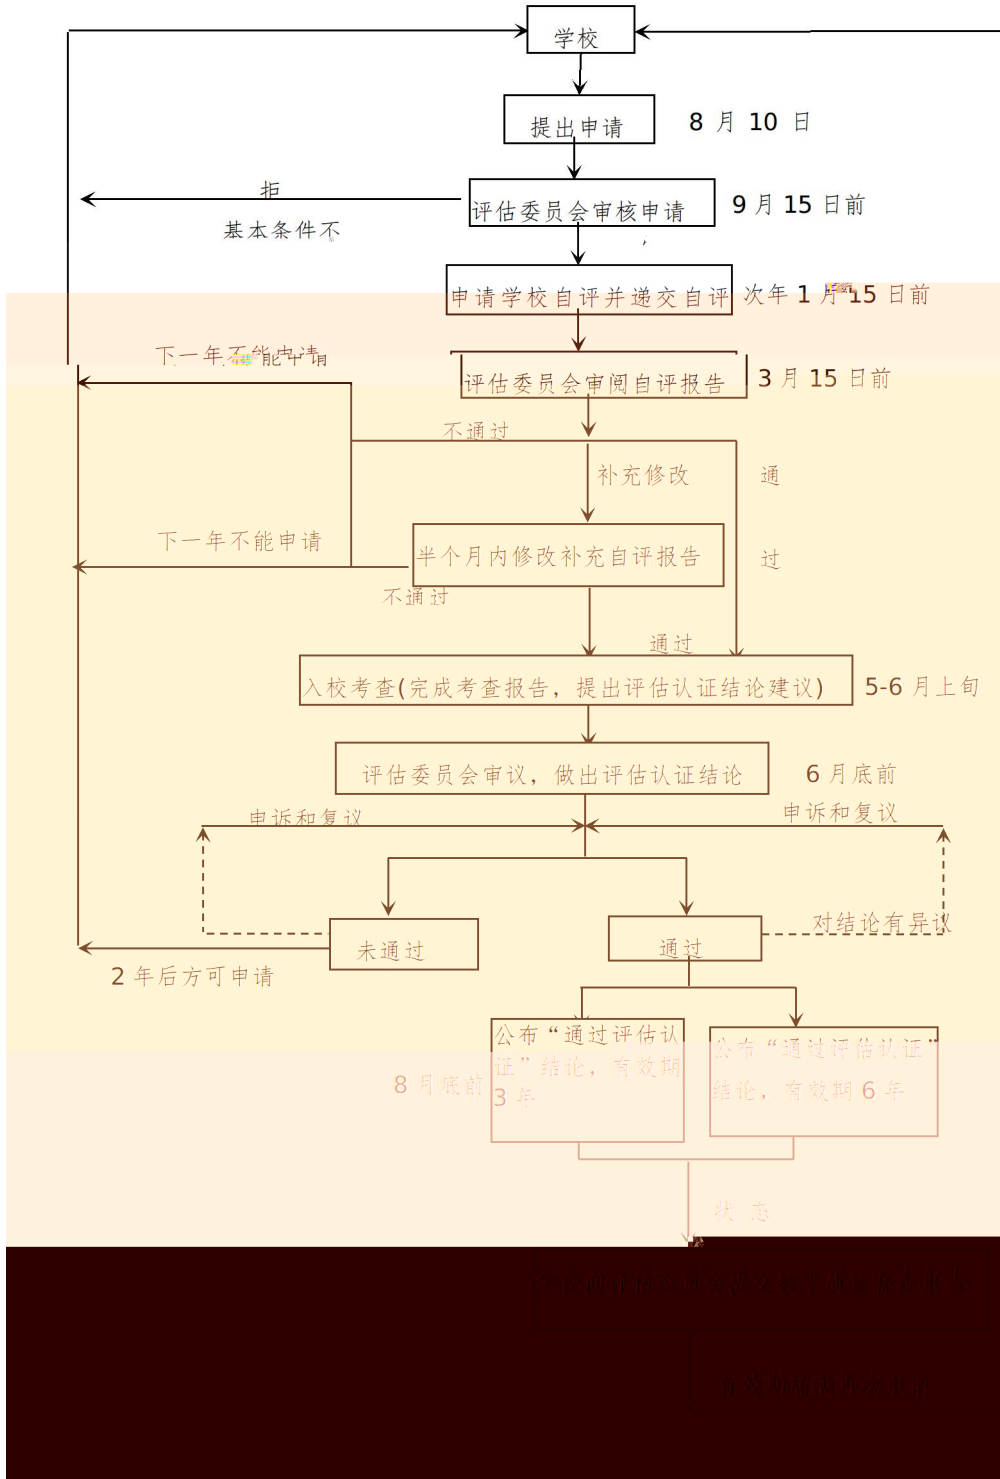 学校
提出申请
8 月 10 日
拒
评估委员会审核申请
9 月 15 日前
基本条件不
申请学校自评并递交自评
次年 1 月 15 日前
下一年不能申请
评估委员会审阅自评报告
3 月 15 日前
不通过
补充修改
通
下一年不能申请
半个月内修改补充自评报告
过
不通过
通过
入校考查(完成考查报告，提出评估认证结论建议)
5-6 月上旬
评估委员会审议，做出评估认证结论
6 月底前
申诉和复议
申诉和复议
对结论有异议
未通过
通过
2 年后方可申请
公布“通过评估认
证”结论，有效期
3 年
公布“通过评估认证”
结论，有效期 6 年
8 月底前
状 态